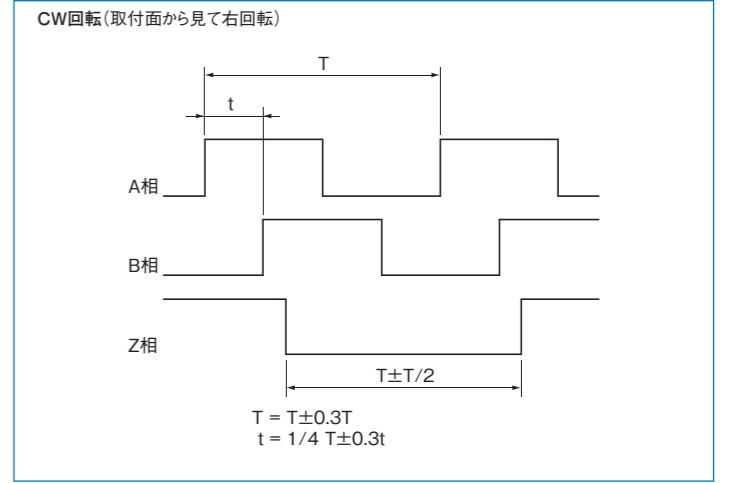 CW回転（取付面から見て右回転）
T
t
A相
B相
Z相
T±T/2
T = T±0.3T
t = 1/4 T±0.3t